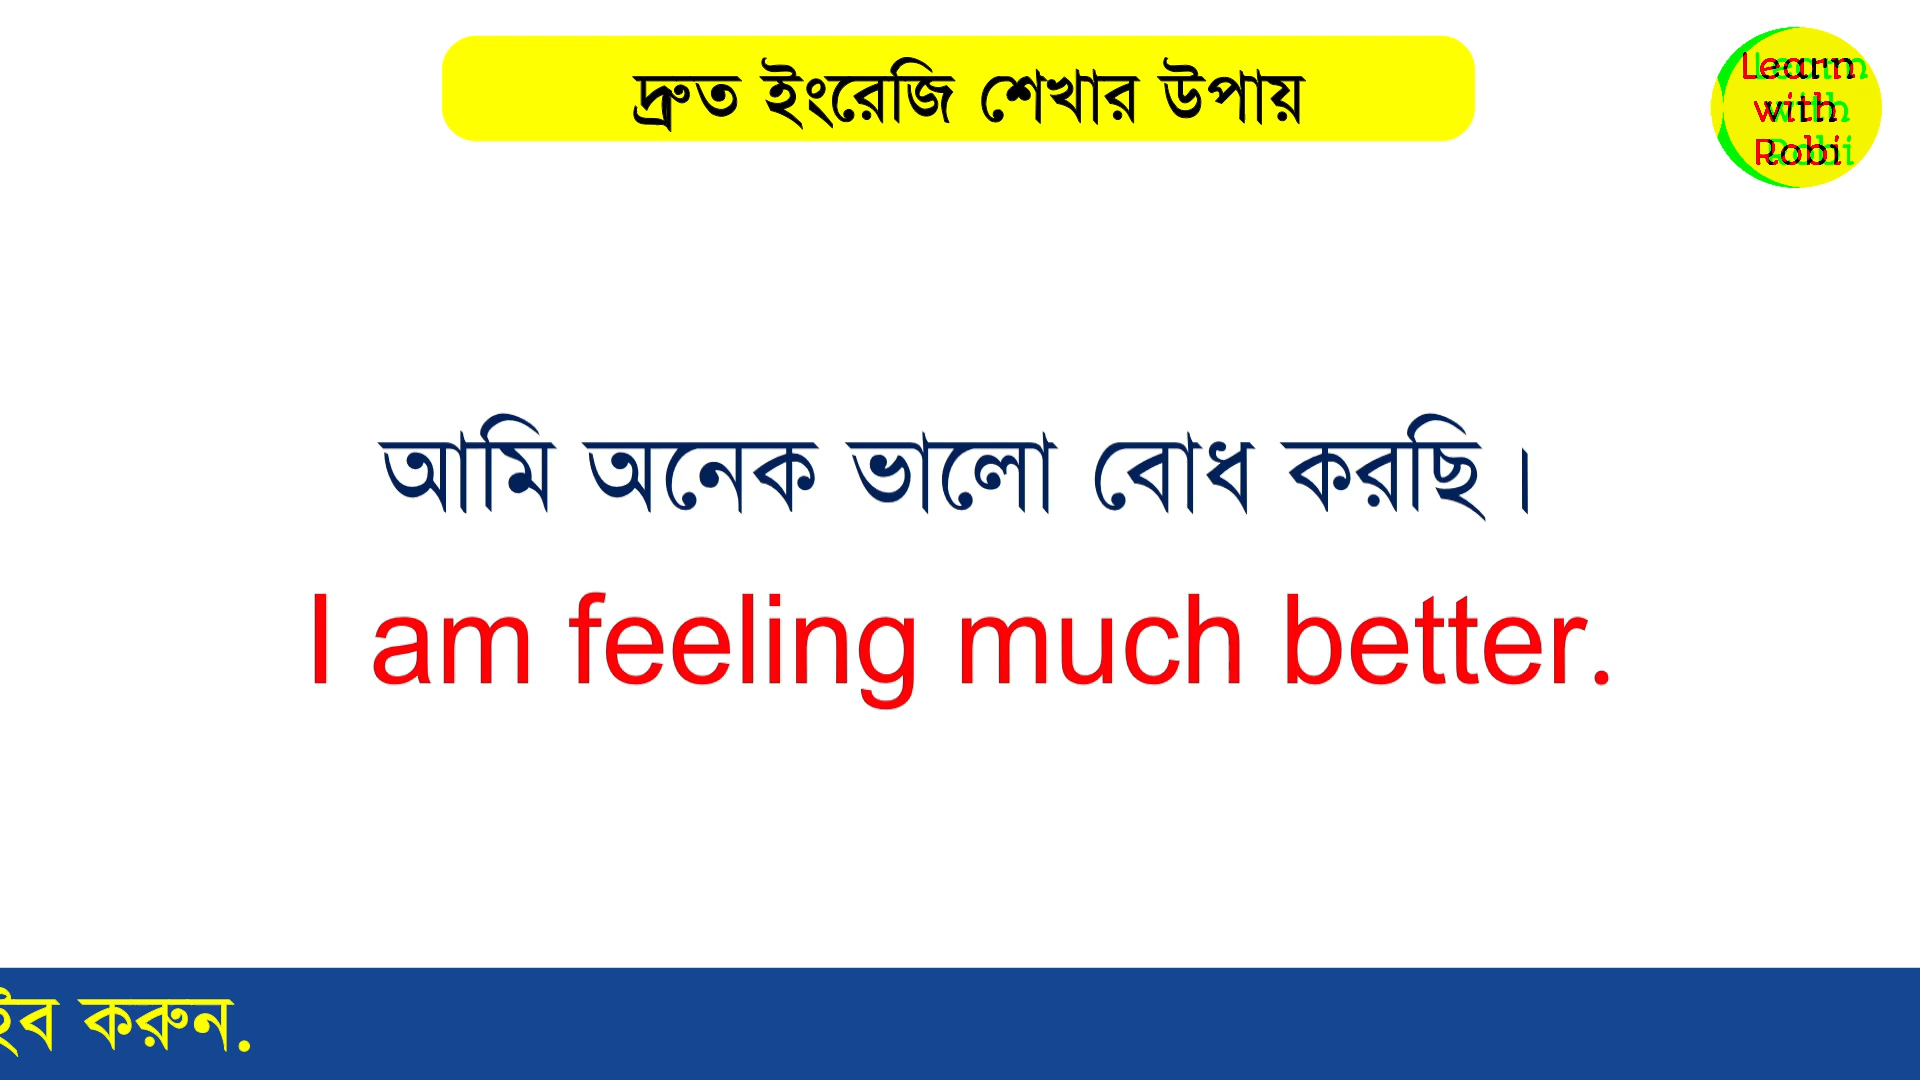 দ্রুত ইংরেজি শেখার উপায়
Learn
with
Robi
আমি অনেক ভালো বোধ করছি।
I am feeling much better.
করুন.